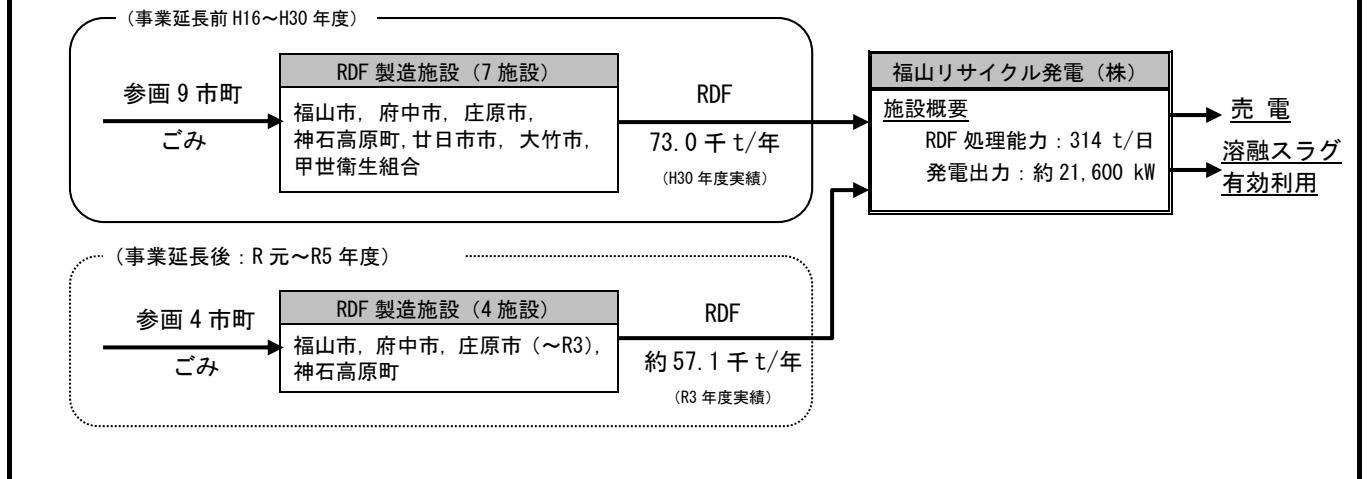 （事業延長前 H16～H30 年度）
参画 9 市町
ごみ
RDF 製造施設（7 施設）
福山市，府中市，庄原市，
神石高原町，廿日市市，大竹市，
甲世衛生組合
RDF
73.0 千 t/年
（H30 年度実績）
福山リサイクル発電（株）
施設概要
RDF 処理能力：314 t/日
発電出力：約 21,600 kW
売 電
溶融スラグ
有効利用
（事業延長後：R 元～R5 年度）
参画 4 市町
ごみ
RDF 製造施設（4 施設）
福山市，府中市，庄原市（～R3），
神石高原町
RDF
約 57.1 千 t/年
（R3 年度実績）